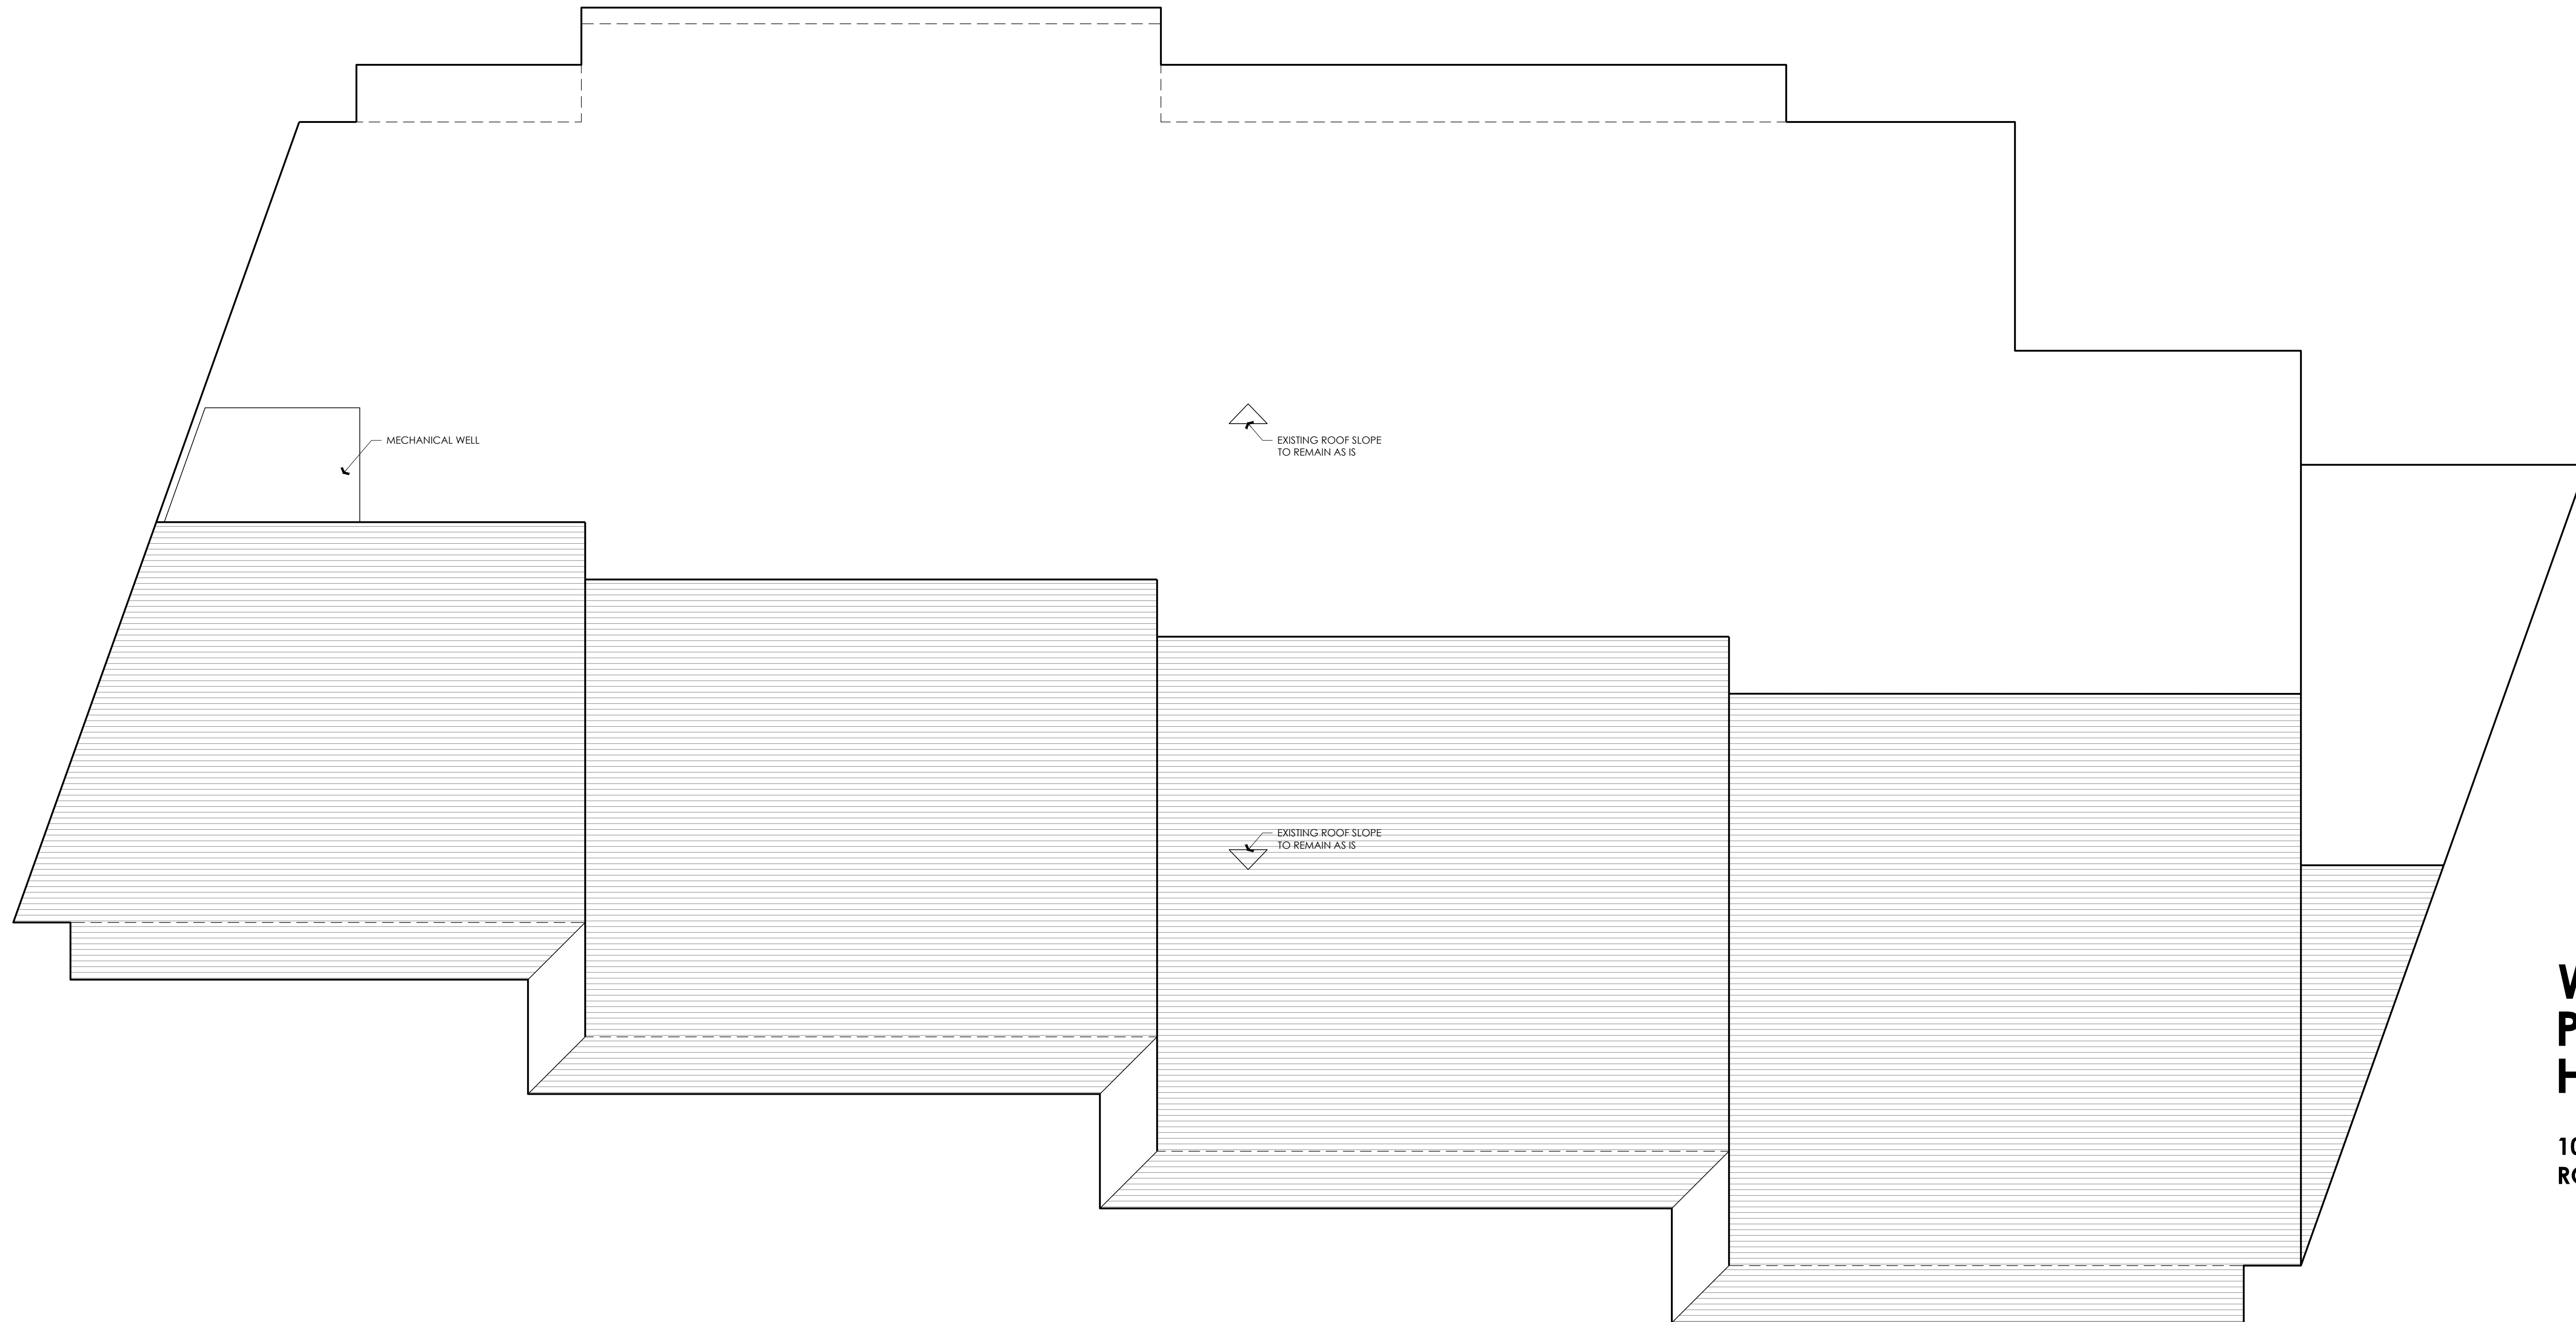 MECHANICAL WELL
EXISTING ROOF SLOPE
TO REMAIN AS IS
EXISTING ROOF SLOPE
TO REMAIN AS IS